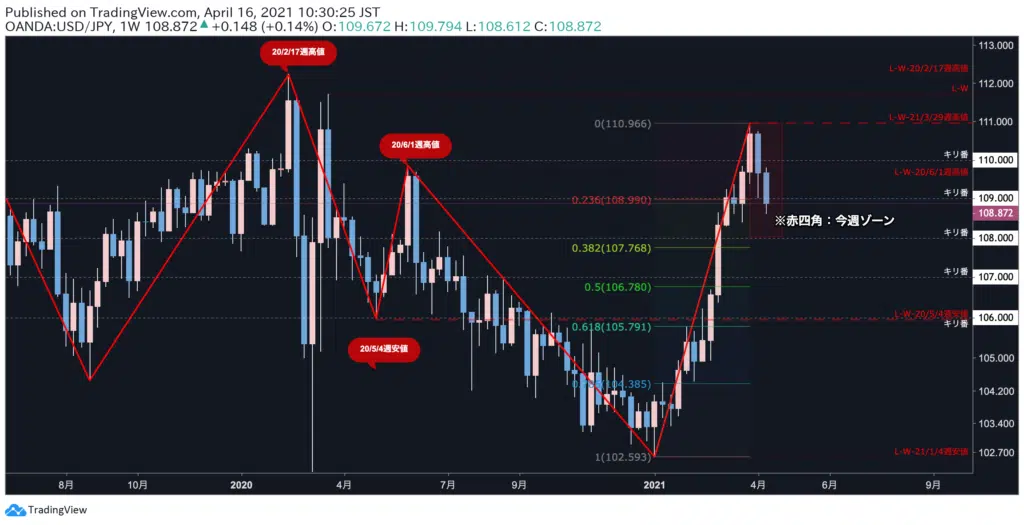 Published on TradingView.com, April 16, 2021 10:30:25 JST
OANDA:USD/JPY, 1W 108.872 ▲ +0.148 (+0.14%) O:109.672 H:109.794 L:108.612 C:108.872
20/2/17週高値
113.000
L-W-20/2/17週高値
112.000
L-W
L-W-21/3/29週高値
111.000
0(110.966)
20/6/1週高値
キリ番
110.000
L-W-20/6/1週高値
キリ番
109.000
0.236(108.990)
108.872
※赤四角：今週ゾーン
キリ番
108.000
0.382(107.768)
キリ番
107.000
0.5(106.780)
L-W-20/5/4週安値
106.000
キリ番
0.618(105.791)
20/5/4週安値
105.000
104.200
103.400
L-W-21/1/4週安値
102.700
1(102.593)
8月 10月 2020 4月 7月 9月 2021 4月 6月 9月
TradingView